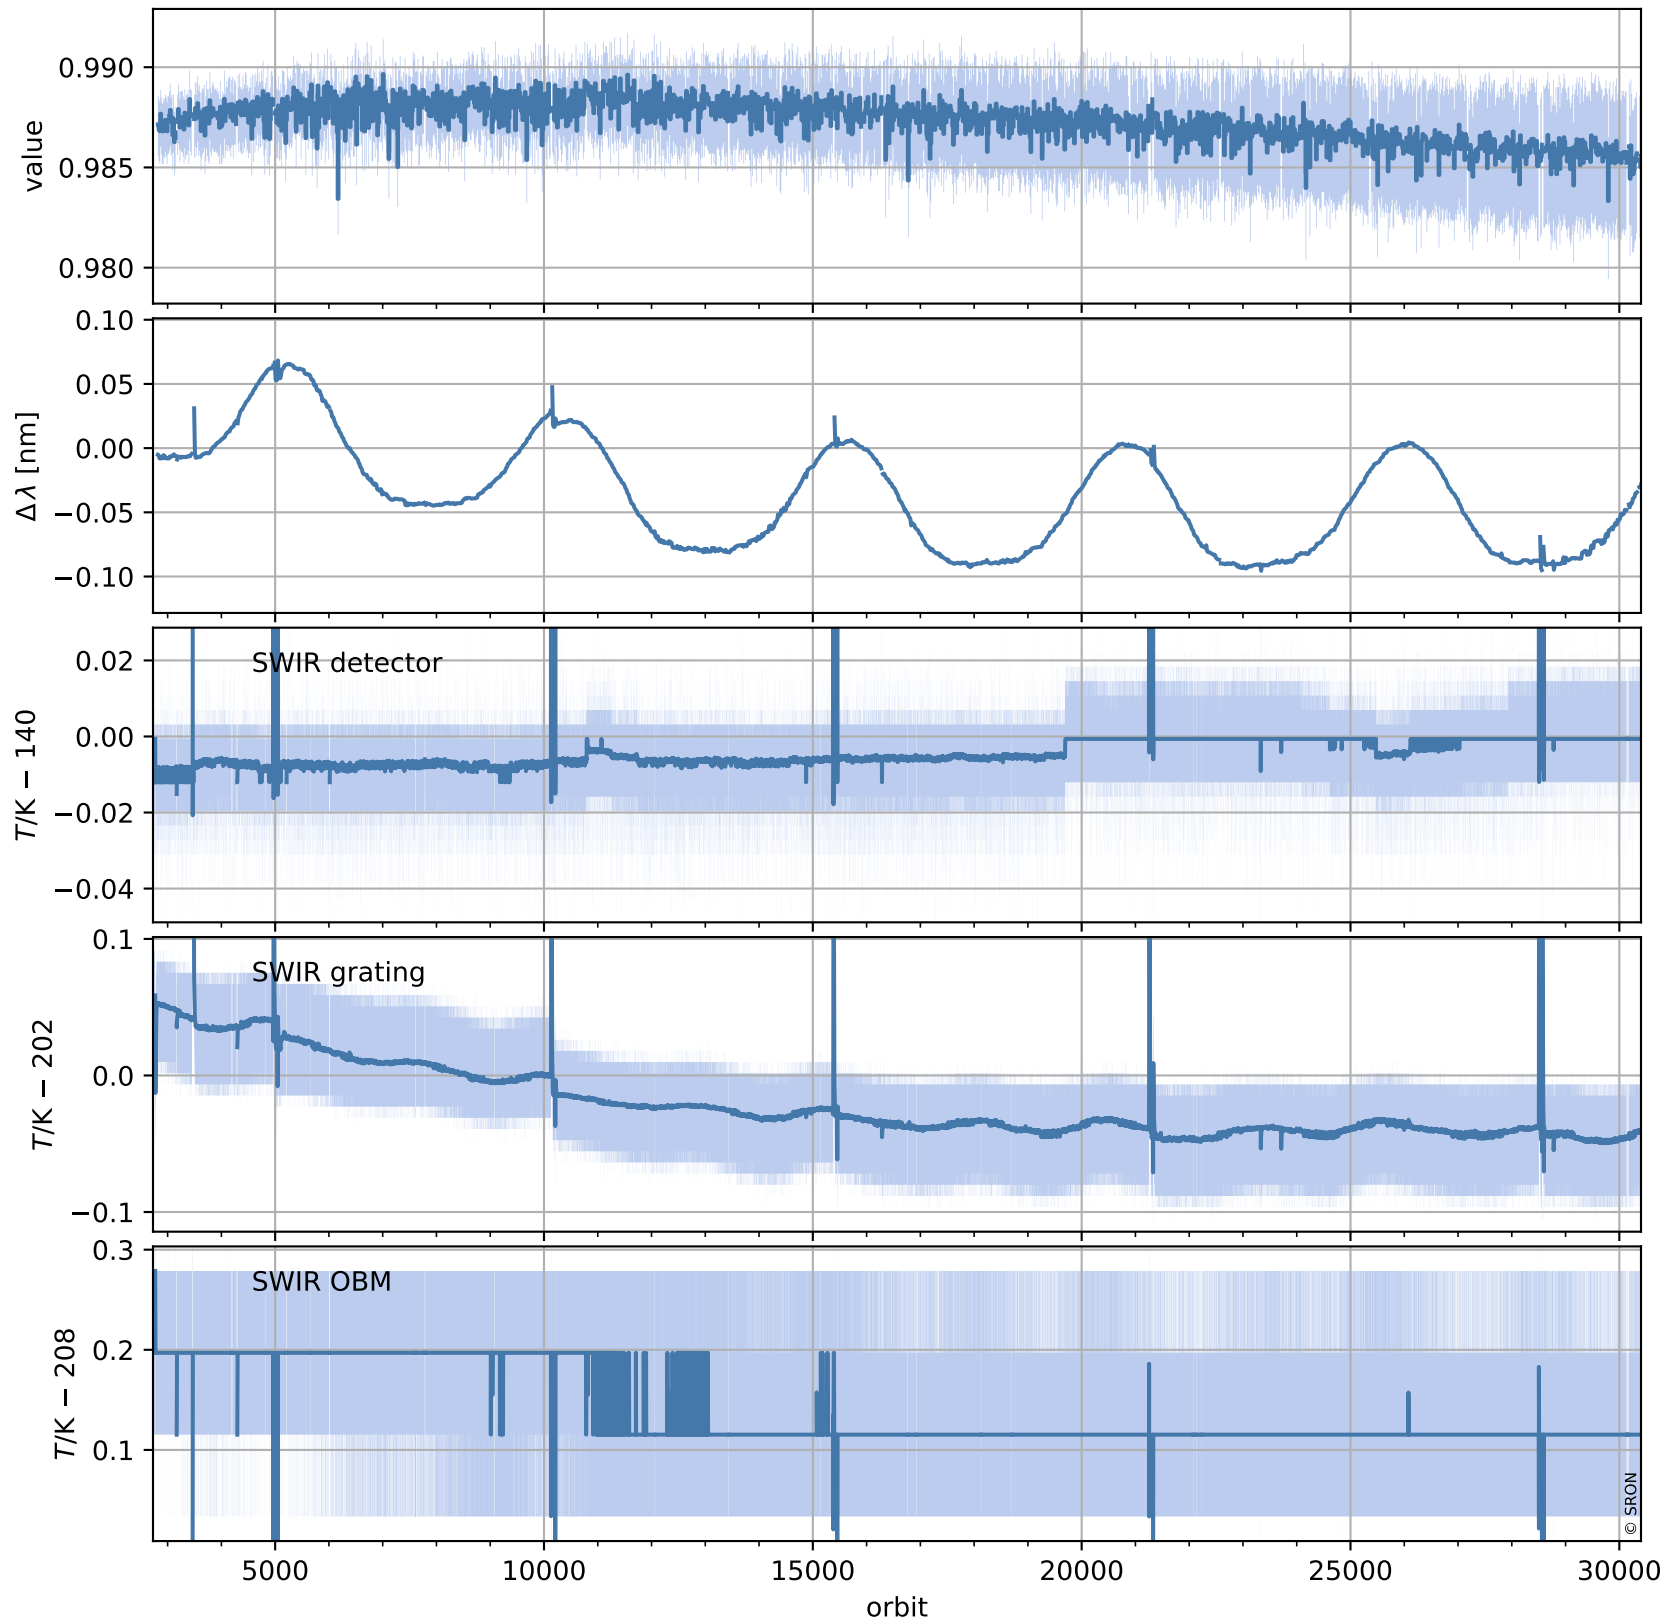 0.990
0.985
0.980
value
0.10
0.05
0.00
−0.05
−0.10
Δλ [nm]
SWIR detector
0.02
0.00
−0.02
−0.04
T/K − 140
SWIR grating
0.1
0.0
−0.1
T/K − 202
SWIR OBM
0.3
0.2
0.1
T/K − 208
© SRON
5000 10000 15000 20000 25000 30000
orbit